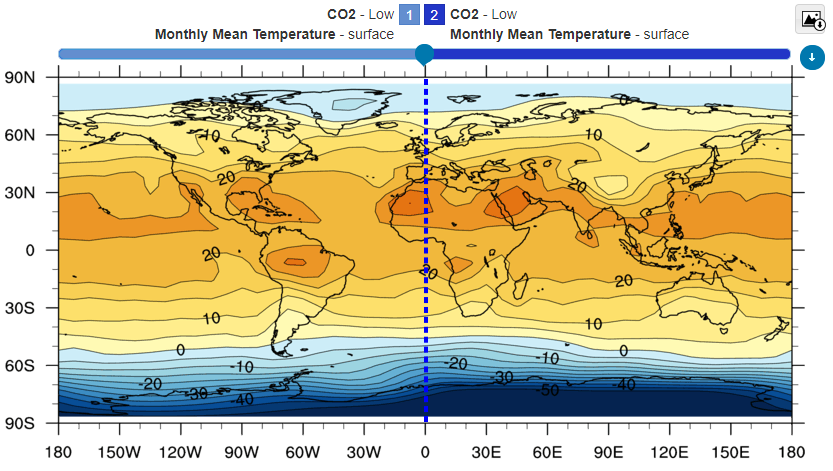 CO2 - Low 1 2 CO2 - Low
Monthly Mean Temperature - surface Monthly Mean Temperature - surface
90N
0
-10 10
60N
20 20
30N
0
20 20 20
30S
10 10
0 0
-10 -20 -10
60S
-20 -30 -40 -30 -50 -40
90S
180 150W 120W 90W 60W 30W 0 30E 60E 90E 120E 150E 180